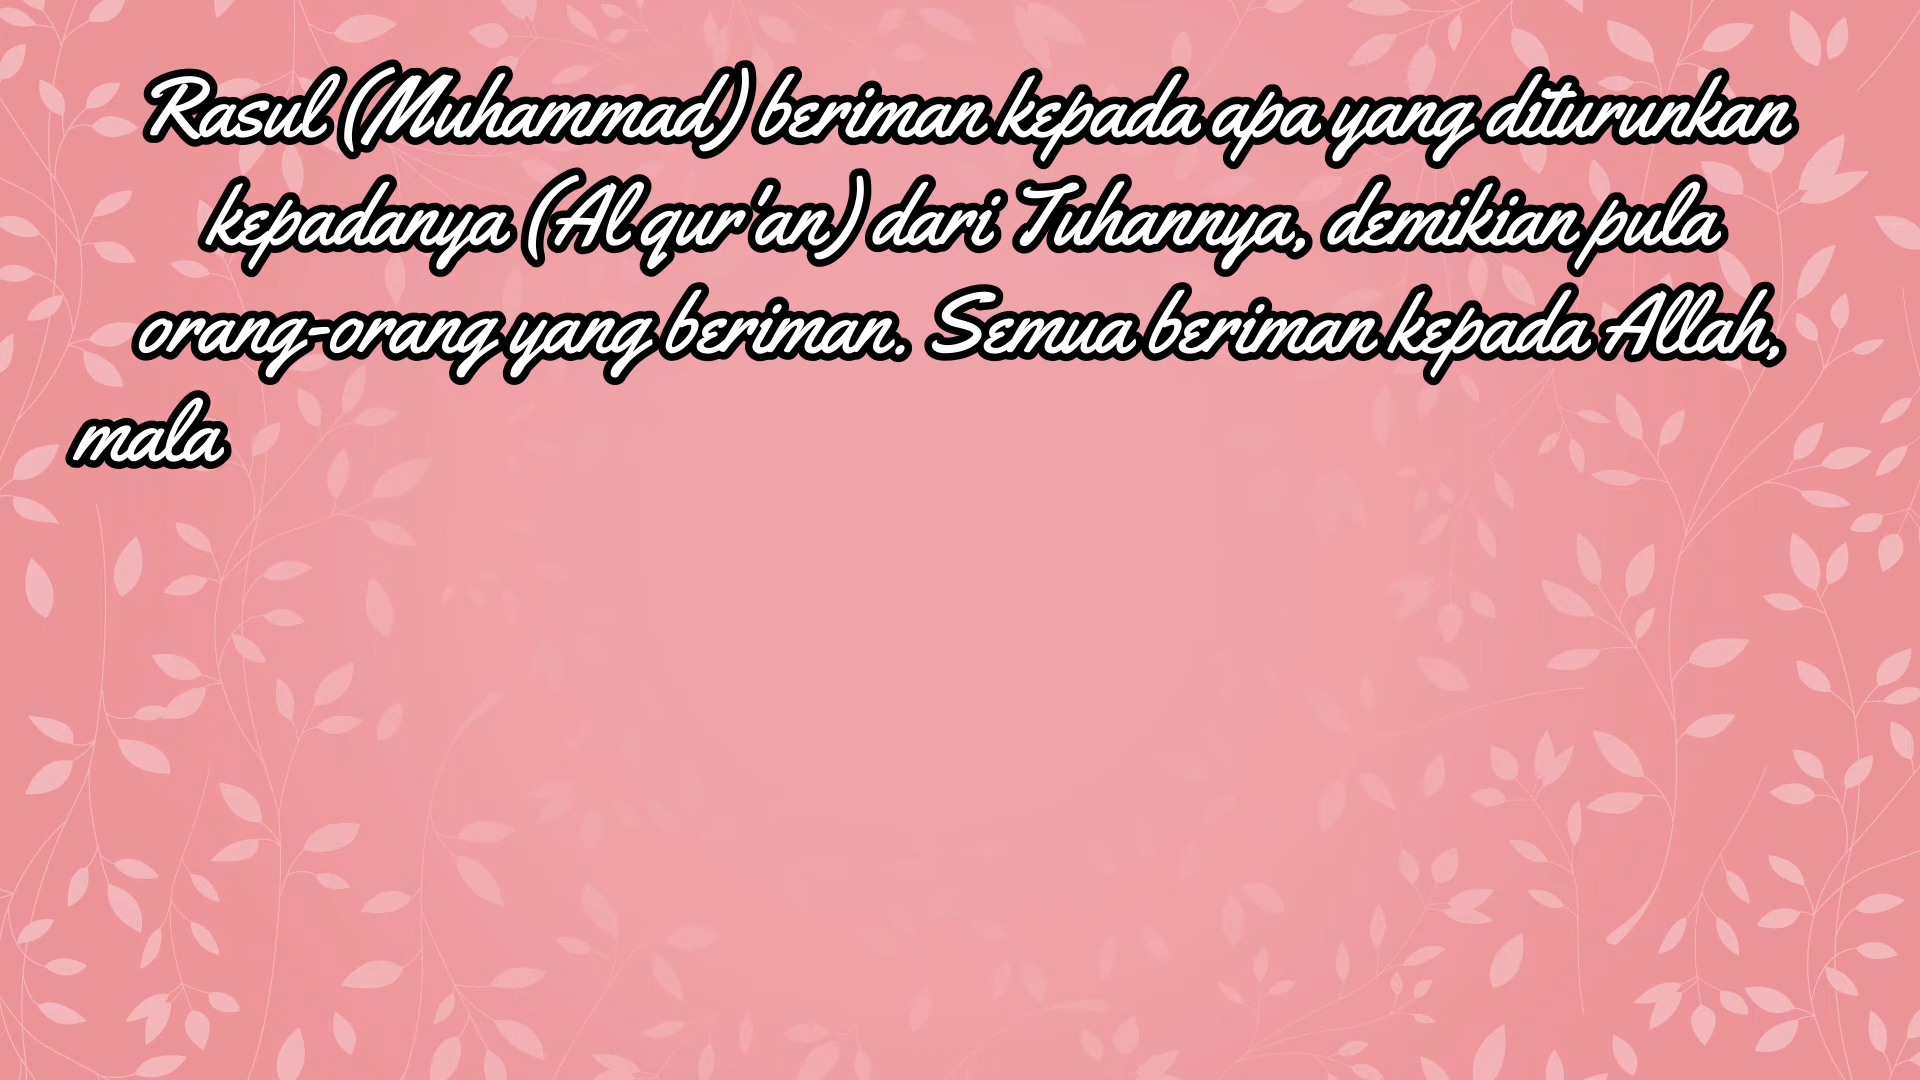 Rasul (Muhammad) beriman kepada apa yang diturunkan
kepadanya (Al qur'an) dari Tuhannya, demikian pula
orang-orang yang beriman. Semua beriman kepada Allah,
mala